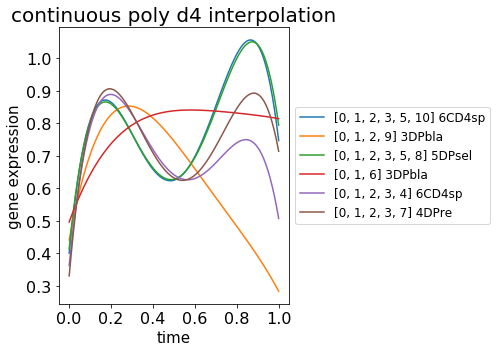 continuous poly d4 interpolation
gene expression
1.0
0.9
0.8
0.7
0.6
0.5
0.4
0.3
0.0 0.2 0.4 0.6 0.8 1.0
time
[0, 1, 2, 3, 5, 10] 6CD4sp
[0, 1, 2, 9] 3DPbla
[0, 1, 2, 3, 5, 8] 5DPsel
[0, 1, 6] 3DPbla
[0, 1, 2, 3, 4] 6CD4sp
[0, 1, 2, 3, 7] 4DPre